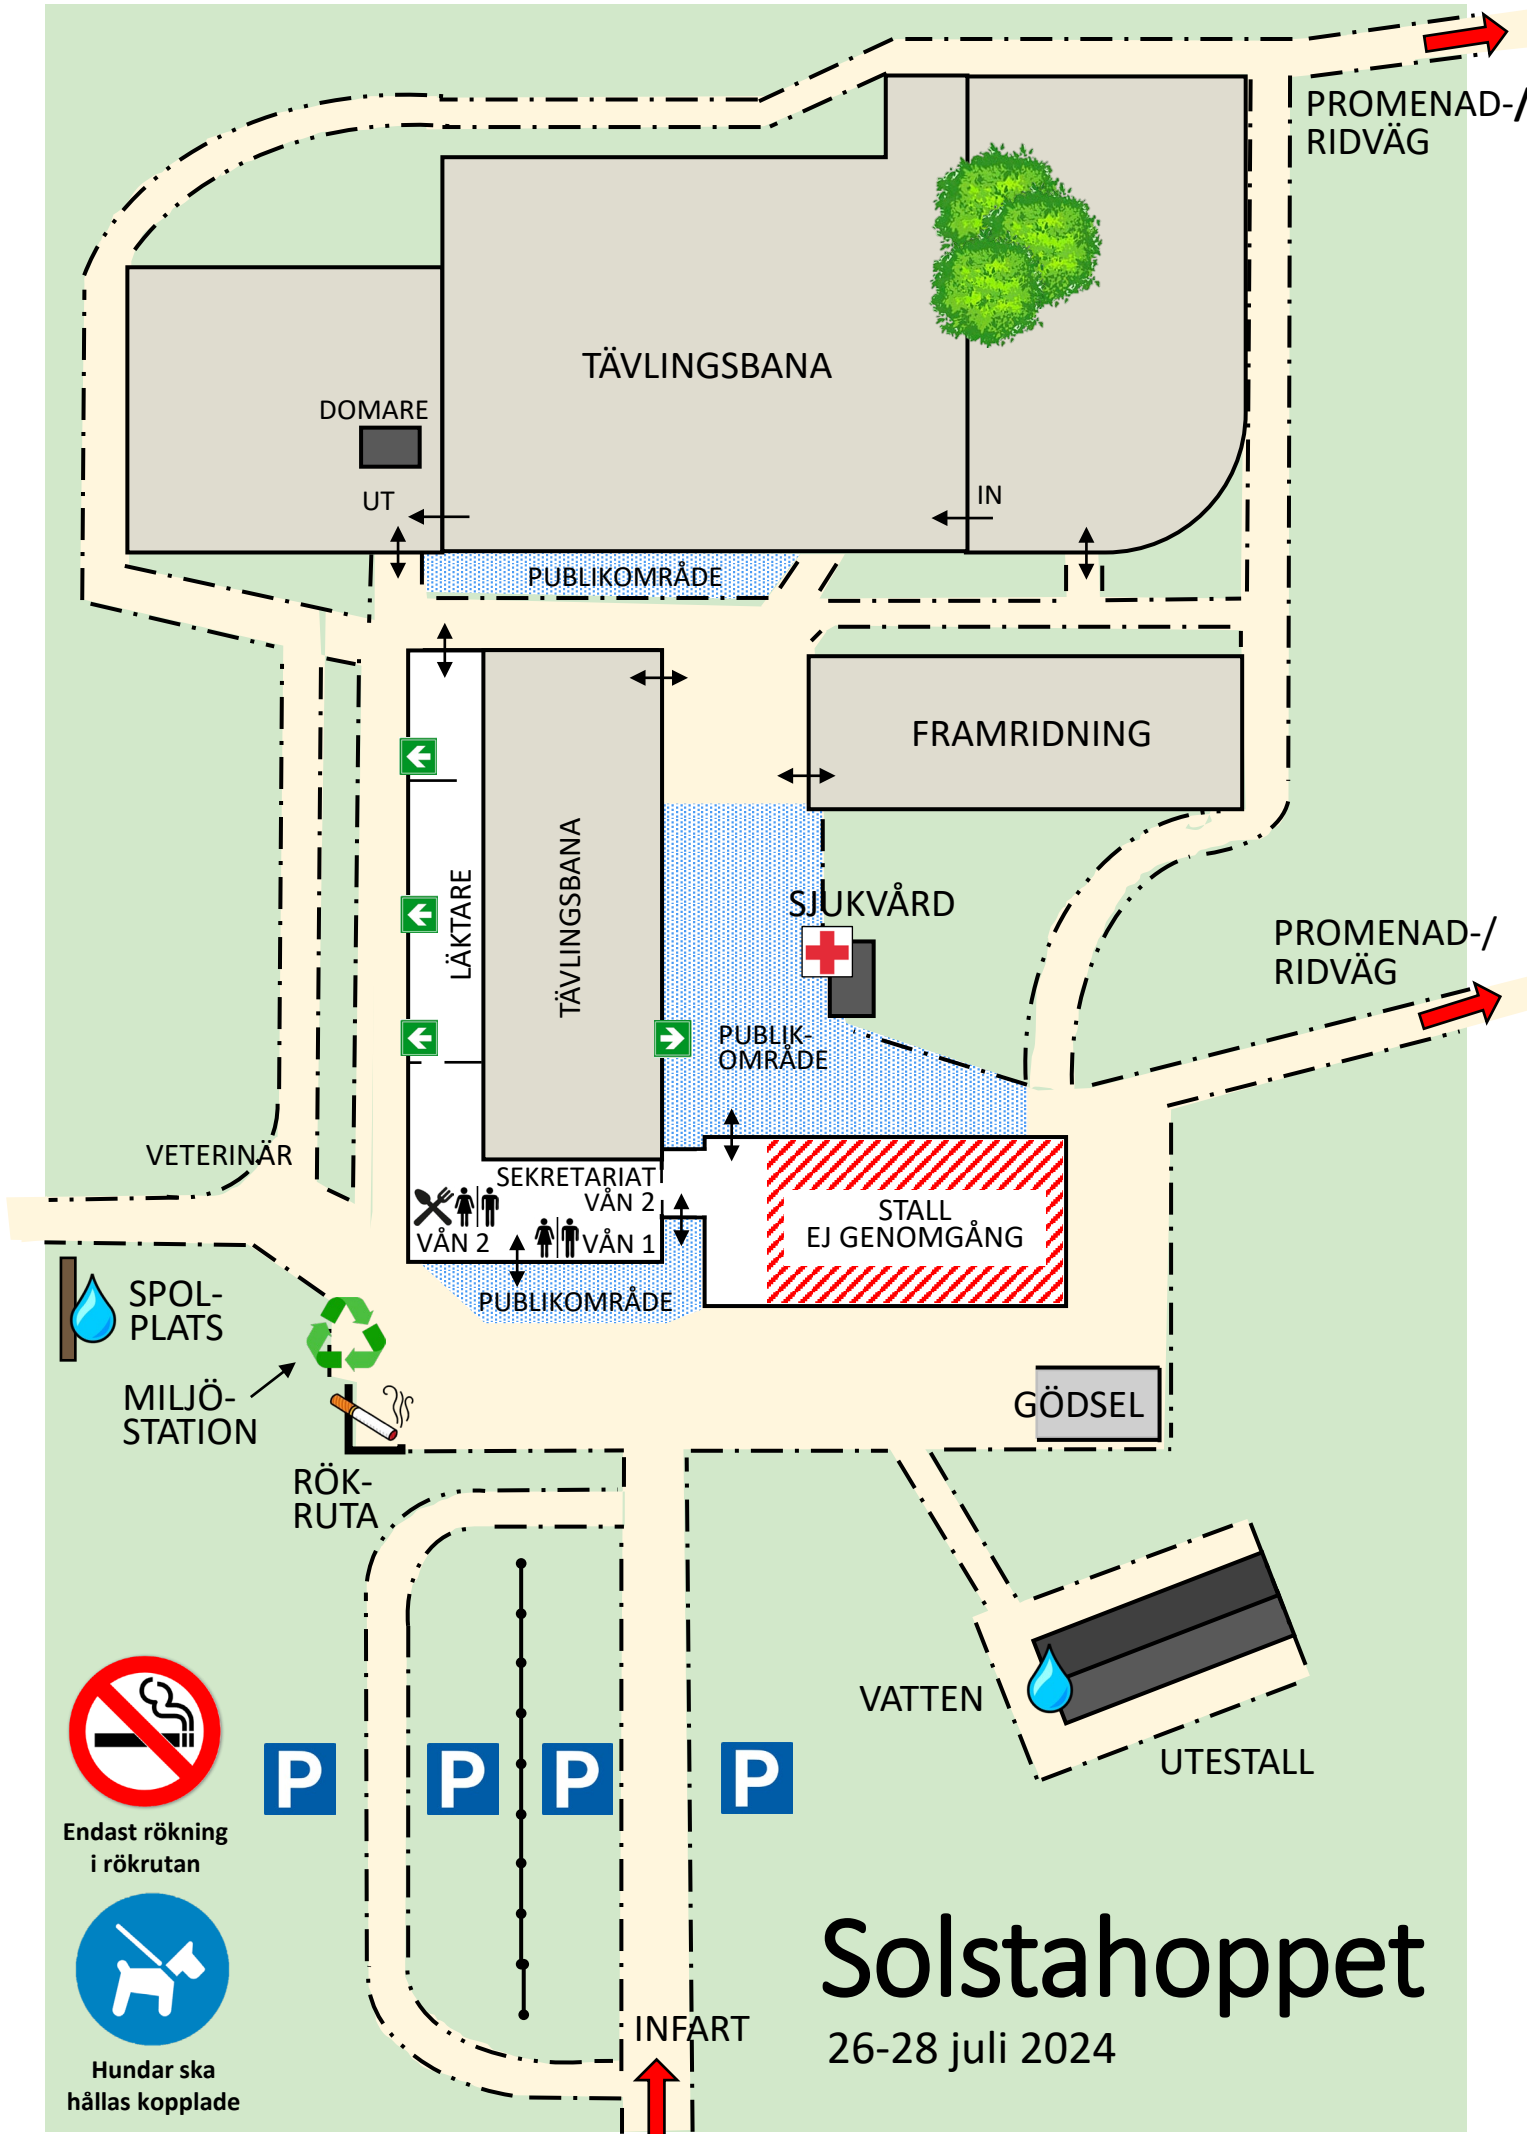 PROMENAD-/
RIDVÄG
TÄVLINGSBANA
DOMARE
UT
IN
PUBLIKOMRÅDE
FRAMRIDNING
TÄVLINGSBANA
LÄKTARE
SJUKVÅRD
PROMENAD-/
RIDVÄG
PUBLIK-
OMRÅDE
VETERINÄR
SEKRETARIAT
VÅN 2
VÅN 2
VÅN 1
STALL
EJ GENOMGÅNG
PUBLIKOMRÅDE
SPOL-
PLATS
MILJÖ-
STATION
GÖDSEL
RÖK-
RUTA
VATTEN
UTESTALL
P
P
P
P
Endast rökning
i rökrutan
Hundar ska
hållas kopplade
INFART
Solstahoppet
26-28 juli 2024